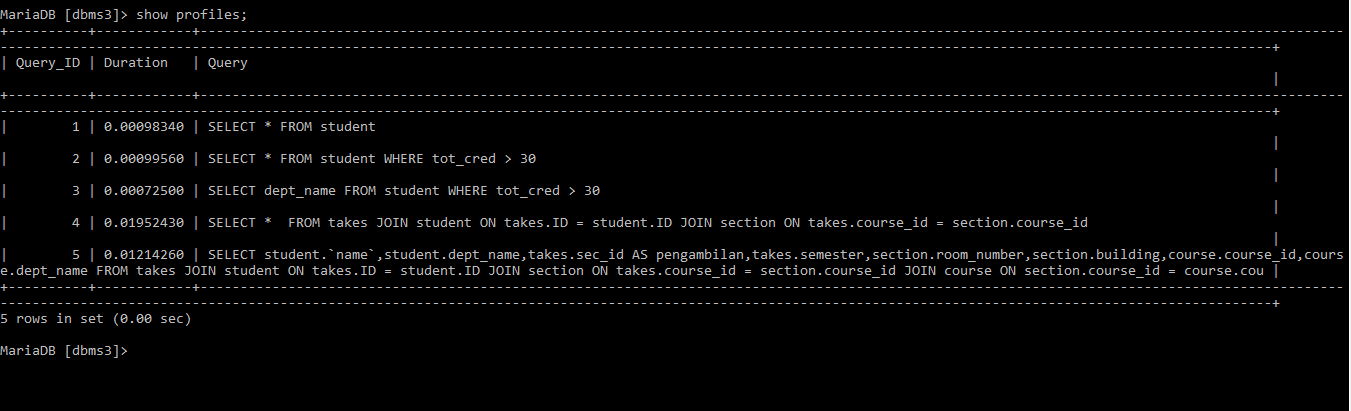 MariaDB [dbms3]> show profiles;
+----------+------------+----------------------------------------------------------------------------------------------------------------------------------------------
---------------------------------------------------------------------------------------------------------------------------------------------------------------+
| Query_ID | Duration   | Query
|
+----------+------------+----------------------------------------------------------------------------------------------------------------------------------------------
---------------------------------------------------------------------------------------------------------------------------------------------------------------+
|        1 | 0.00098340 | SELECT * FROM student
|
|        2 | 0.00099560 | SELECT * FROM student WHERE tot_cred > 30
|
|        3 | 0.00072500 | SELECT dept_name FROM student WHERE tot_cred > 30
|
|        4 | 0.01952430 | SELECT *  FROM takes JOIN student ON takes.ID = student.ID JOIN section ON takes.course_id = section.course_id
|
|        5 | 0.01214260 | SELECT student.`name`,student.dept_name,takes.sec_id AS pengambilan,takes.semester,section.room_number,section.building,course.course_id,cours
e.dept_name FROM takes JOIN student ON takes.ID = student.ID JOIN section ON takes.course_id = section.course_id JOIN course ON section.course_id = course.cou |
+----------+------------+----------------------------------------------------------------------------------------------------------------------------------------------
---------------------------------------------------------------------------------------------------------------------------------------------------------------+
5 rows in set (0.00 sec)
MariaDB [dbms3]>